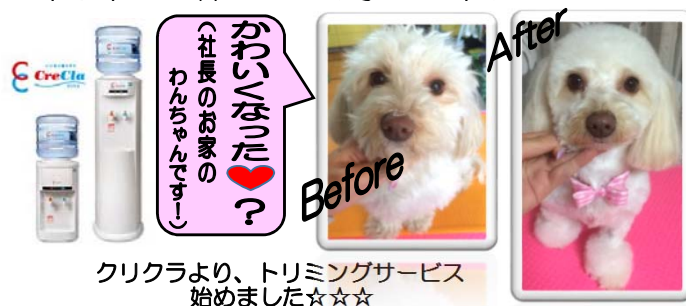 CreCla
かわいくなった❤?
(社長のお家の
わんちゃんです!)
Before
After
クリクラより、トリミングサービス
始めました☆☆☆